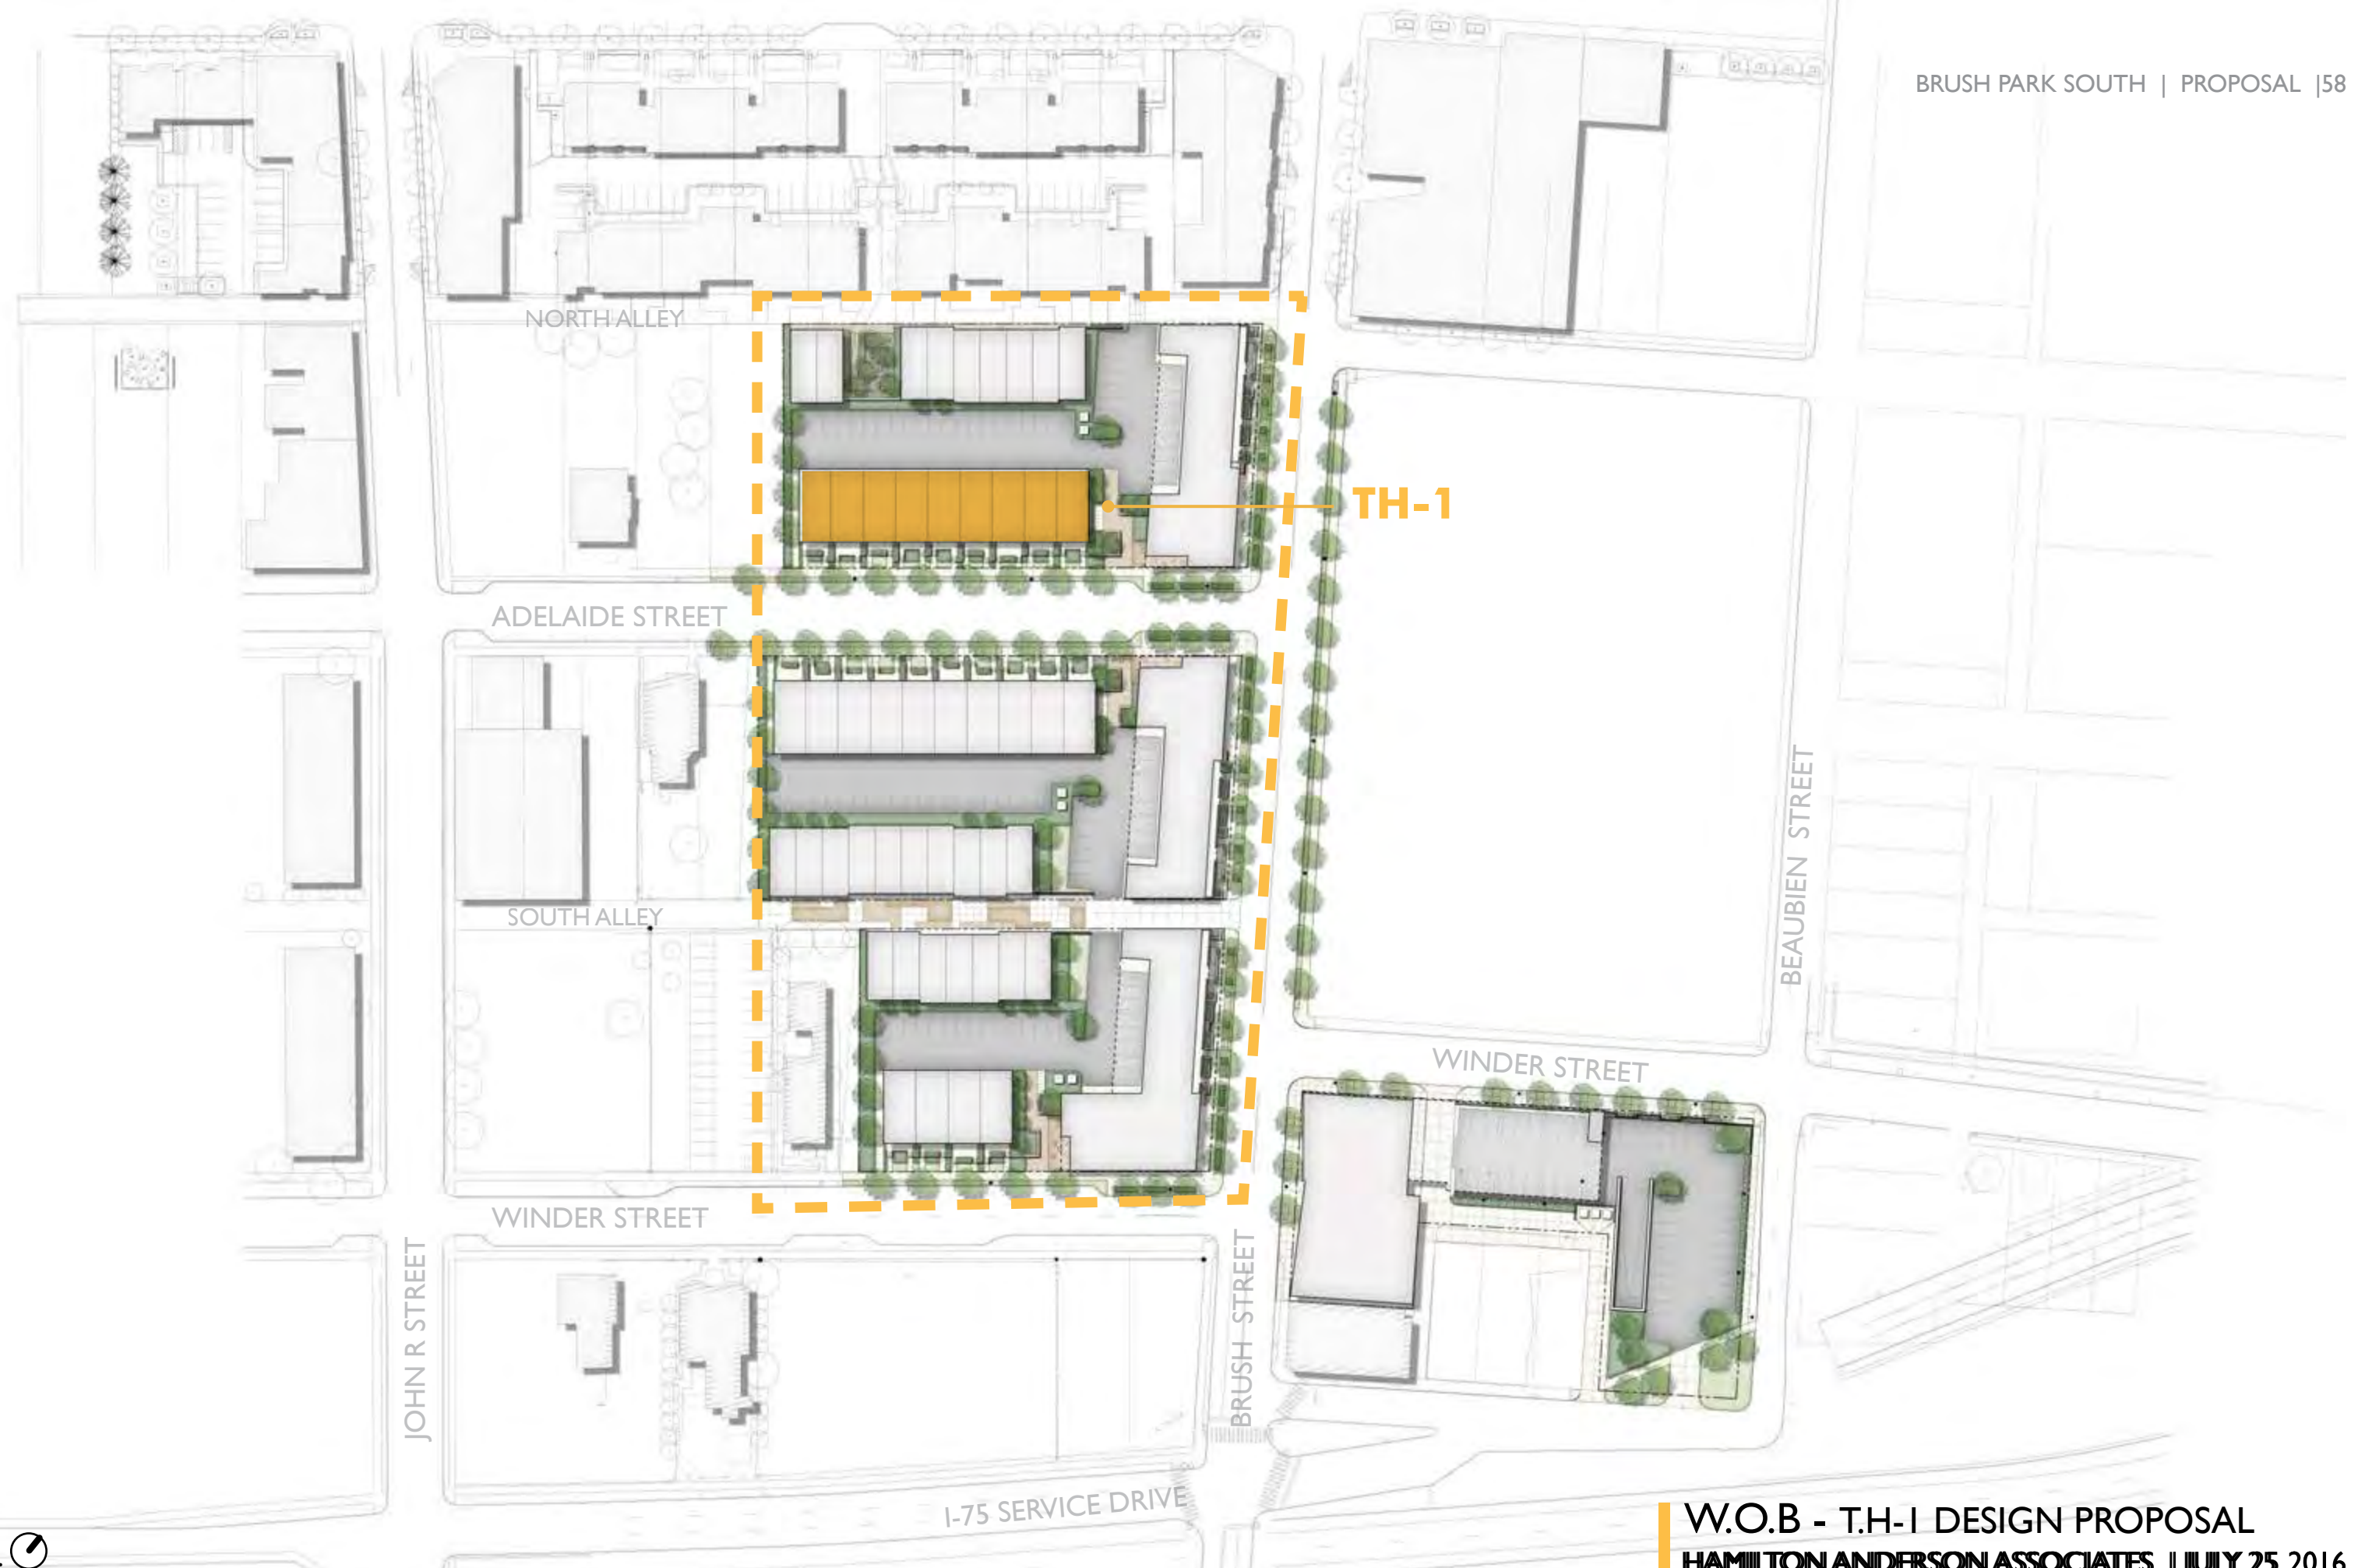 BRUSH PARK SOUTH | PROPOSAL |58
NORTH ALLEY
TH-1
ADELAIDE STREET
BEAUBIEN STREET
SOUTH ALLEY
WINDER STREET
WINDER STREET
JOHN R STREET
BRUSH STREET
I-75 SERVICE DRIVE
W.O.B - T.H-1 DESIGN PROPOSAL
HAMILTON ANDERSON ASSOCIATES | JULY 25 2016